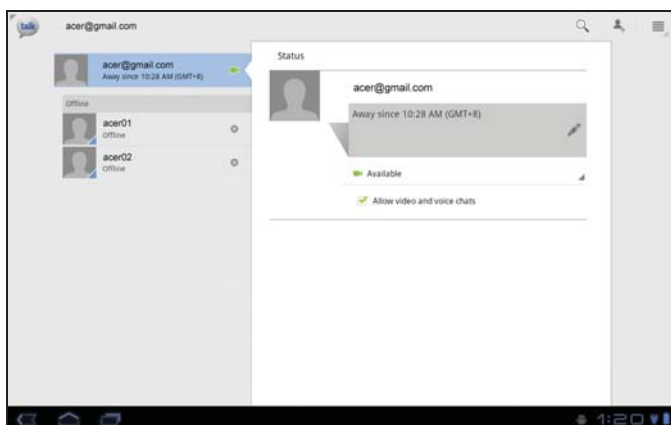 talk
acer@gmail.com
acer@gmail.com
Away since 10:28 AM (GMT+8)
Offline
acer01
Offline
acer02
Offline
Status
acer@gmail.com
Away since 10:28 AM (GMT+8)
Available
Allow video and voice chats
1:20